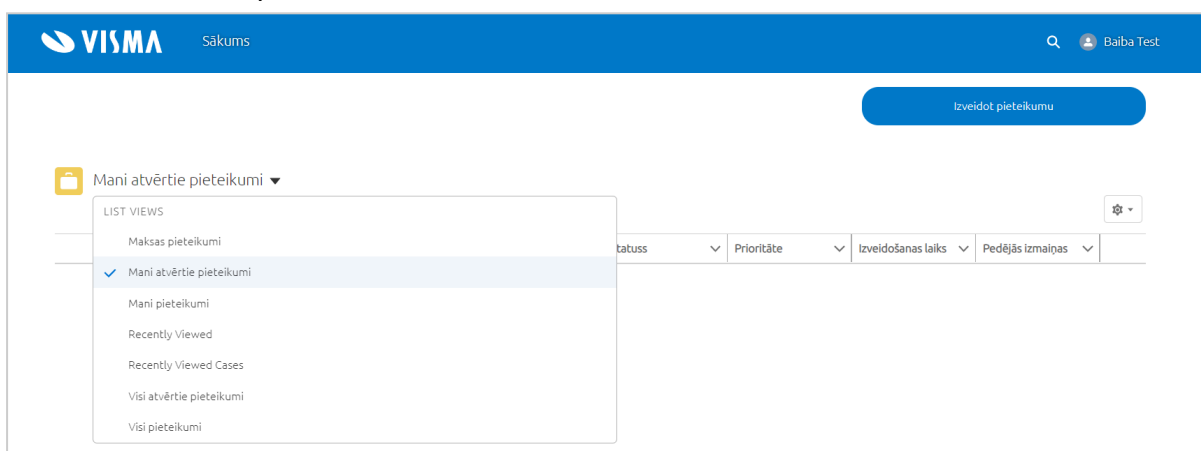 VISMA Sākums Baiba Test
Izveidot pieteikumu
Mani atvērtie pieteikumi
LIST VIEWS
Maksas pieteikumi
tatuss Prioritāte Izveidošanas laiks Pedējās izmaiņas
Mani atvērtie pieteikumi
Mani pieteikumi
Recently Viewed
Recently Viewed Cases
Visi atvērtie pieteikumi
Visi pieteikumi